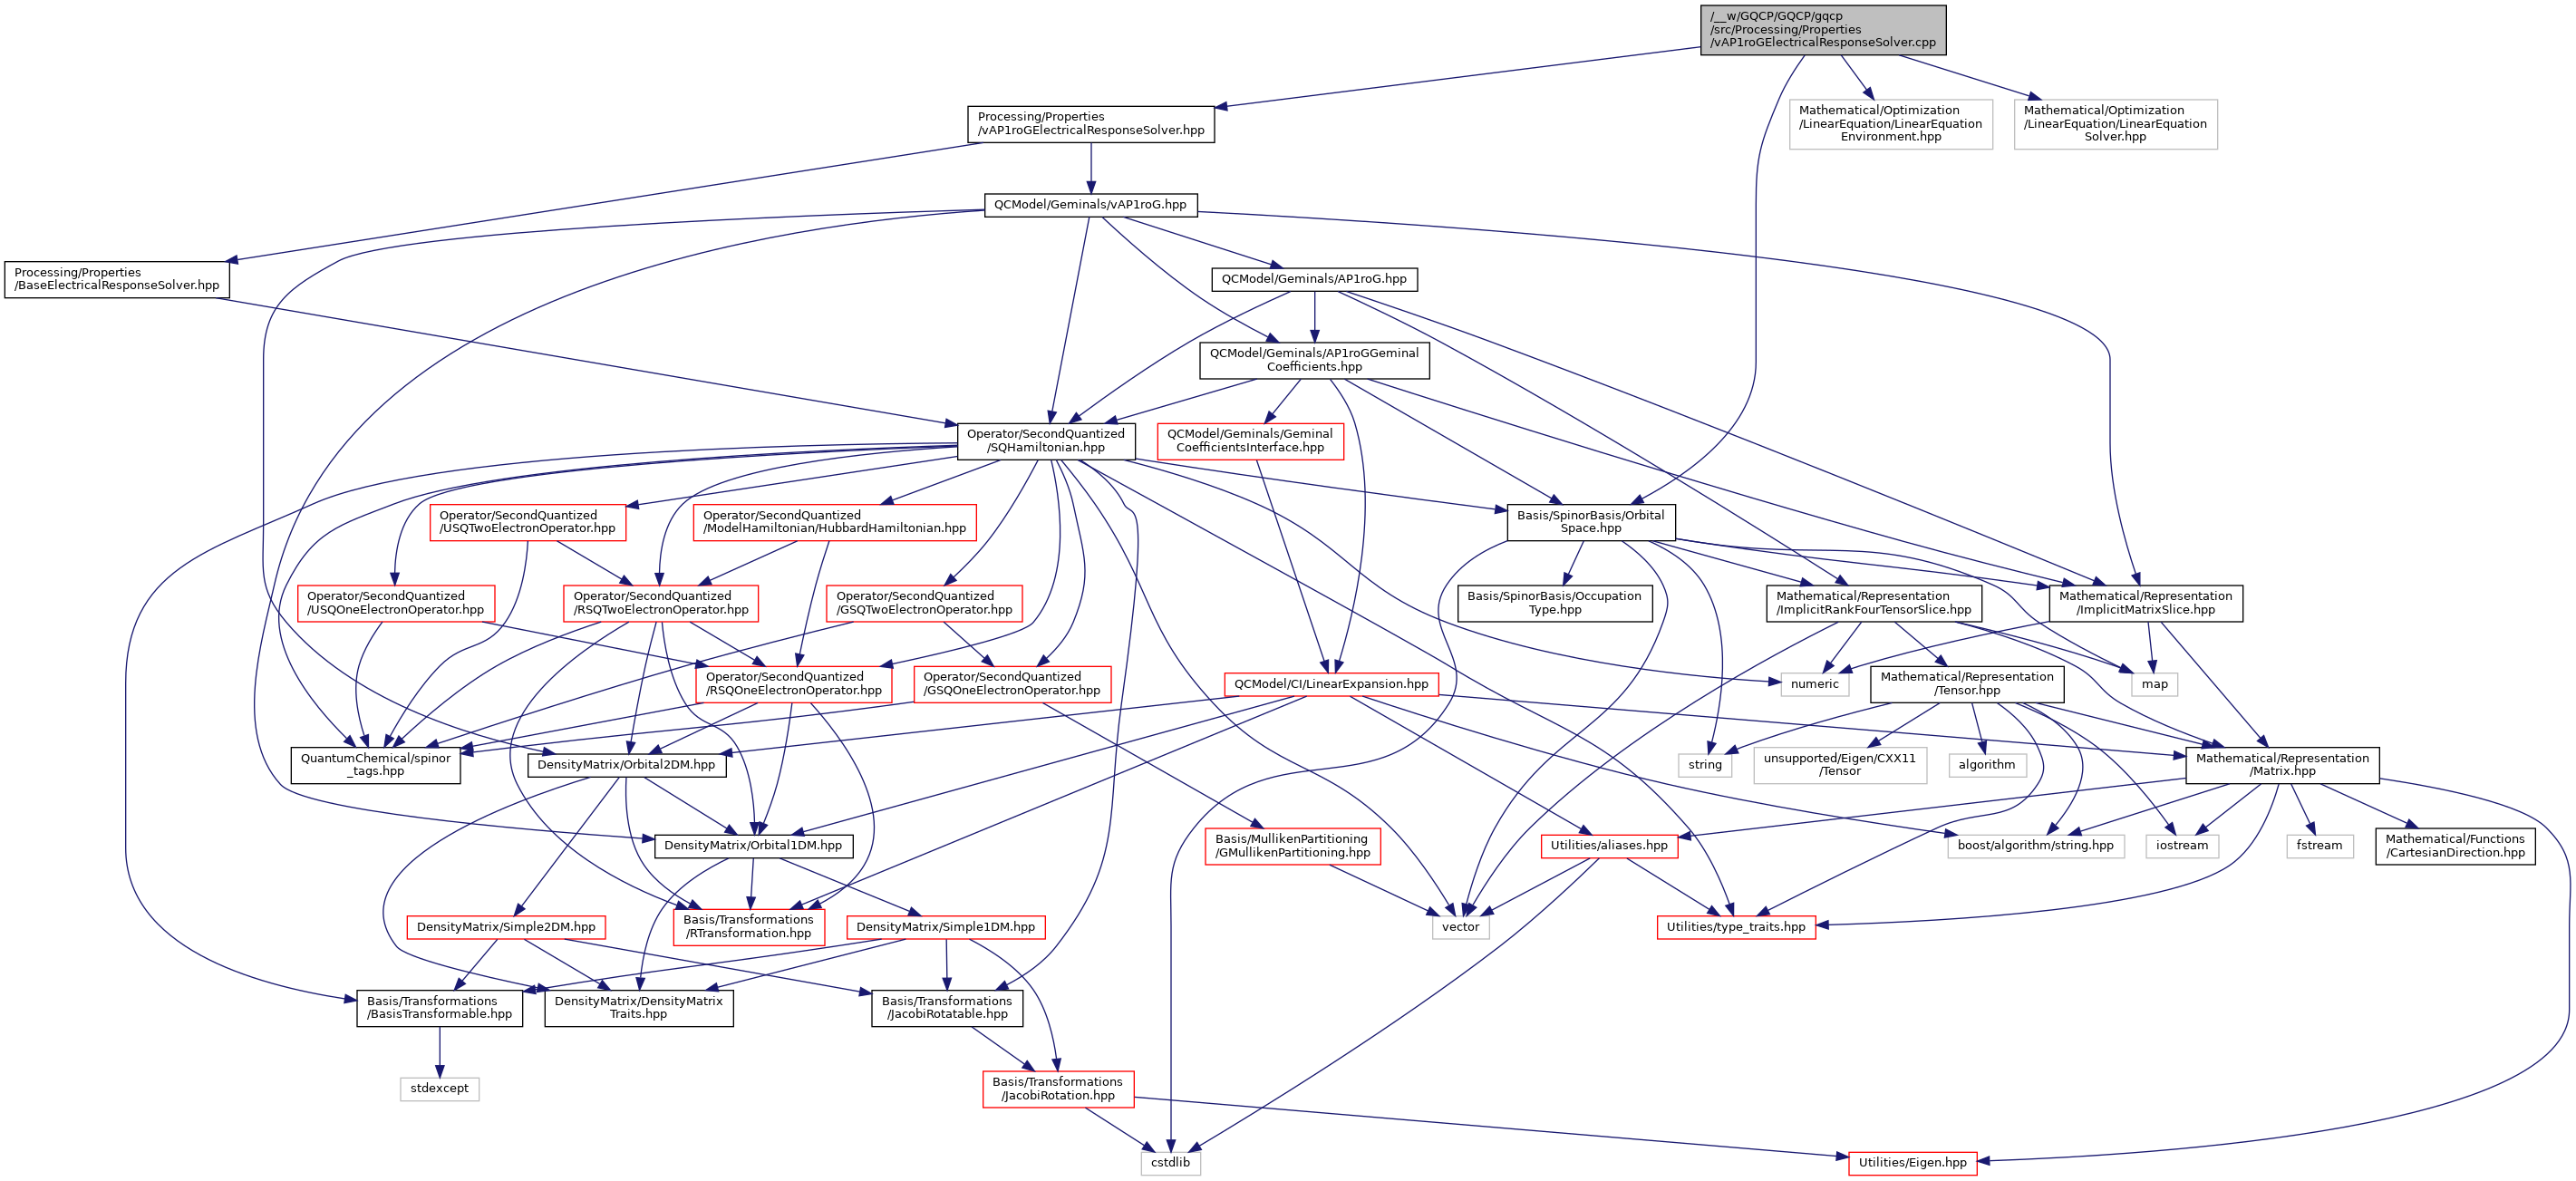 /__w/GQCP/GQCP/gqcp
/src/Processing/Properties
/vAP1roGElectricalResponseSolver.cpp
Processing/Properties
/vAP1roGElectricalResponseSolver.hpp
Mathematical/Optimization
/LinearEquation/LinearEquation
Environment.hpp
Mathematical/Optimization
/LinearEquation/LinearEquation
Solver.hpp
QCModel/Geminals/vAP1roG.hpp
Processing/Properties
/BaseElectricalResponseSolver.hpp
QCModel/Geminals/AP1roG.hpp
QCModel/Geminals/AP1roGGeminal
Coefficients.hpp
Operator/SecondQuantized
/SQHamiltonian.hpp
QCModel/Geminals/Geminal
CoefficientsInterface.hpp
Operator/SecondQuantized
/USQTwoElectronOperator.hpp
Operator/SecondQuantized
/ModelHamiltonian/HubbardHamiltonian.hpp
Basis/SpinorBasis/Orbital
Space.hpp
Operator/SecondQuantized
/USQOneElectronOperator.hpp
Operator/SecondQuantized
/RSQTwoElectronOperator.hpp
Operator/SecondQuantized
/GSQTwoElectronOperator.hpp
Basis/SpinorBasis/Occupation
Type.hpp
Mathematical/Representation
/ImplicitRankFourTensorSlice.hpp
Mathematical/Representation
/ImplicitMatrixSlice.hpp
Operator/SecondQuantized
/RSQOneElectronOperator.hpp
Operator/SecondQuantized
/GSQOneElectronOperator.hpp
QCModel/CI/LinearExpansion.hpp
numeric
Mathematical/Representation
/Tensor.hpp
map
QuantumChemical/spinor
_tags.hpp
DensityMatrix/Orbital2DM.hpp
string
unsupported/Eigen/CXX11
/Tensor
algorithm
Mathematical/Representation
/Matrix.hpp
DensityMatrix/Orbital1DM.hpp
Basis/MullikenPartitioning
/GMullikenPartitioning.hpp
Utilities/aliases.hpp
boost/algorithm/string.hpp
iostream
fstream
Mathematical/Functions
/CartesianDirection.hpp
DensityMatrix/Simple2DM.hpp
Basis/Transformations
/RTransformation.hpp
DensityMatrix/Simple1DM.hpp
vector
Utilities/type_traits.hpp
Basis/Transformations
/BasisTransformable.hpp
DensityMatrix/DensityMatrix
Traits.hpp
Basis/Transformations
/JacobiRotatable.hpp
stdexcept
Basis/Transformations
/JacobiRotation.hpp
cstdlib
Utilities/Eigen.hpp